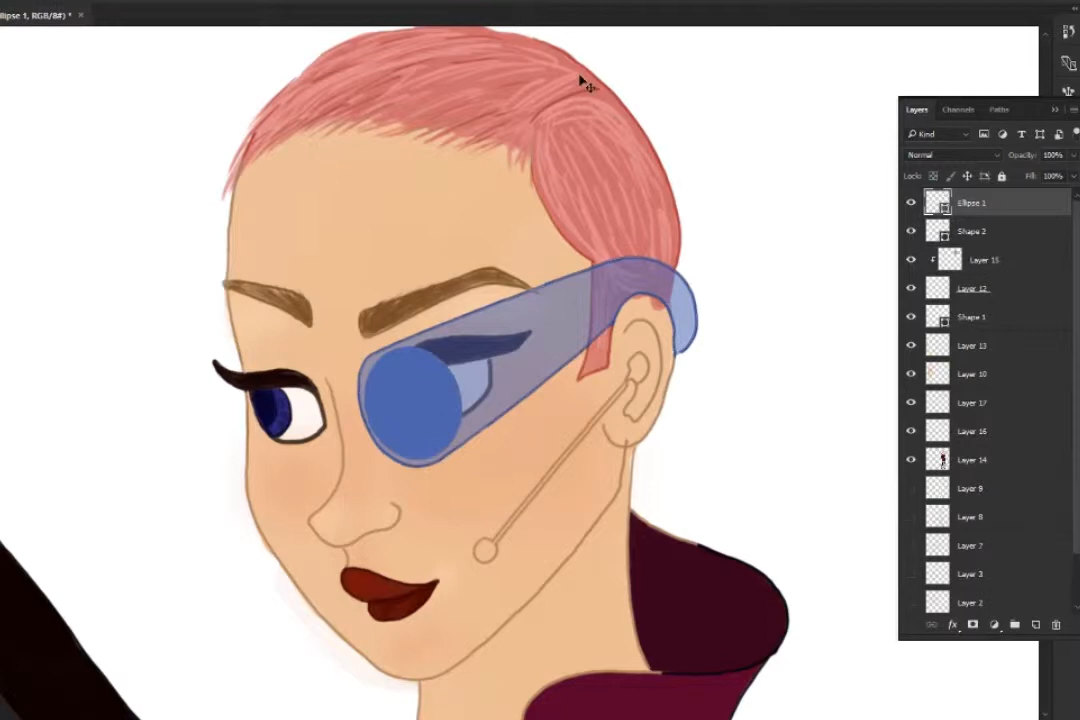 llipse 1, RGB/8#) * ×
Layers Channels Paths
Kind
Normal Opacity: 100%
Lock: Fill: 100%
Ellipse 1
Shape 2
Layer 15
Layer 12
Shape 1
Layer 13
Layer 10
Layer 17
Layer 16
Layer 14
Layer 9
Layer 8
Layer 7
Layer 3
Layer 2
fx